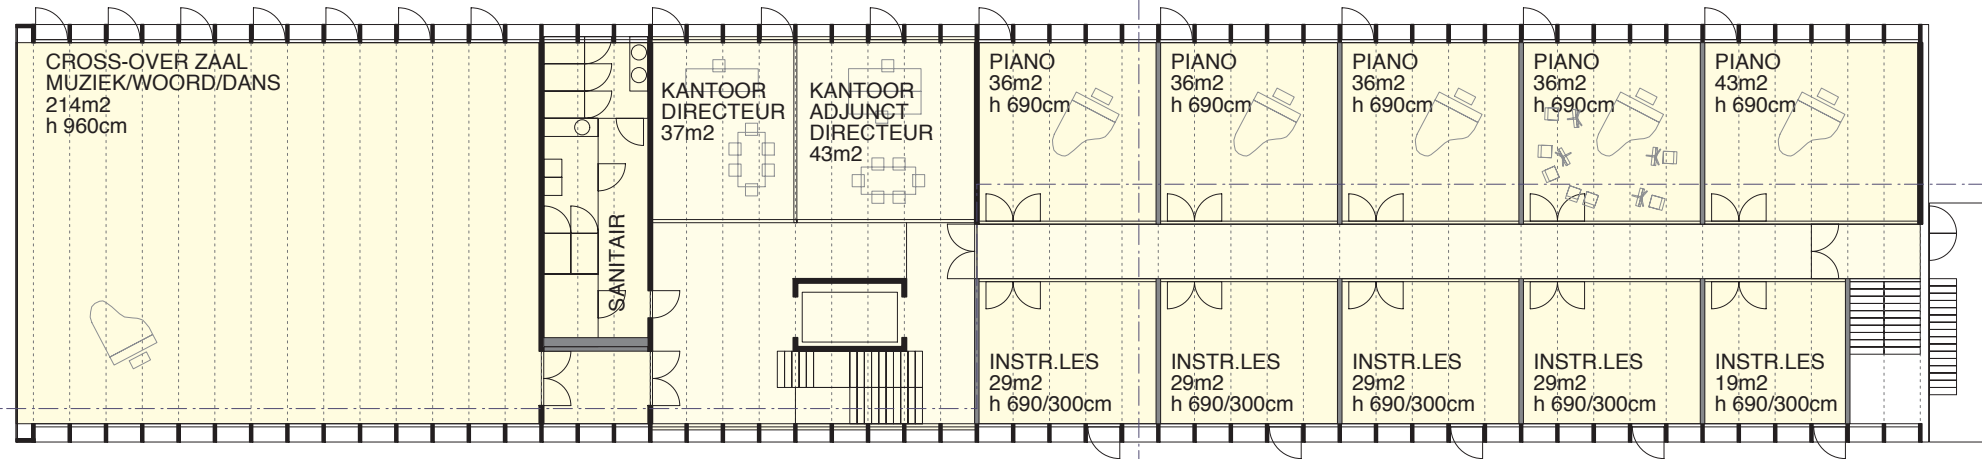 CROSS-OVER ZAAL
MUZIEK/WOORD/DANS
214m2
h 960cm
SANITAIR
KANTOOR
DIRECTEUR
37m2
KANTOOR
ADJUNCT
DIRECTEUR
43m2
PIANO
36m2
h 690cm
PIANO
36m2
h 690cm
PIANO
36m2
h 690cm
PIANO
36m2
h 690cm
PIANO
43m2
h 690cm
INSTR.LES
29m2
h 690/300cm
INSTR.LES
29m2
h 690/300cm
INSTR.LES
29m2
h 690/300cm
INSTR.LES
29m2
h 690/300cm
INSTR.LES
19m2
h 690/300cm